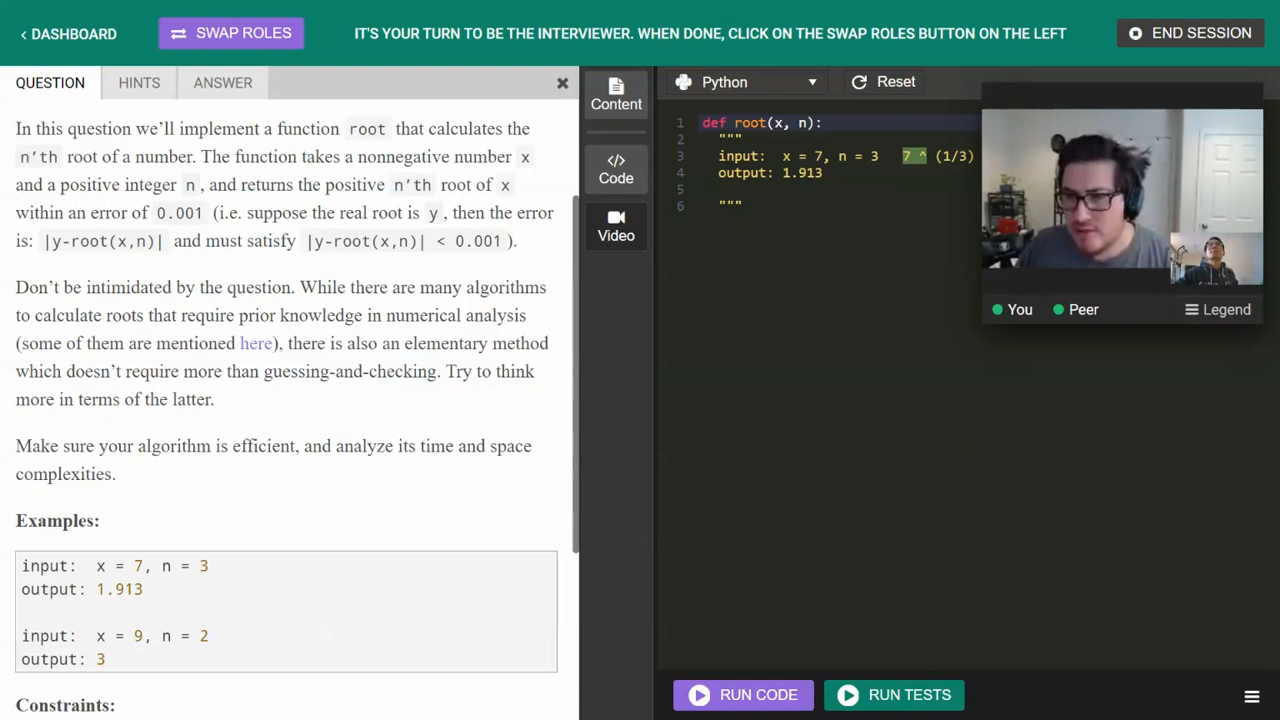 DASHBOARD
SWAP ROLES
IT'S YOUR TURN TO BE THE INTERVIEWER. WHEN DONE, CLICK ON THE SWAP ROLES BUTTON ON THE LEFT
END SESSION
QUESTION
HINTS
ANSWER
In this question we'll implement a function root that calculates the
n'th root of a number. The function takes a nonnegative number x
and a positive integer n, and returns the positive n'th root of x
within an error of 0.001 (i.e. suppose the real root is y, then the error
is: |y-root(x,n)| and must satisfy |y-root(x,n)| < 0.001).
Don't be intimidated by the question. While there are many algorithms
to calculate roots that require prior knowledge in numerical analysis
(some of them are mentioned here), there is also an elementary method
which doesn't require more than guessing-and-checking. Try to think
more in terms of the latter.
Make sure your algorithm is efficient, and analyze its time and space
complexities.
Examples:
input: x = 7, n = 3
output: 1.913
input: x = 9, n = 2
output: 3
Constraints:
Content
Code
Video
Python
Reset
1 def root(x, n):
2 """
3 input: x = 7, n = 3 7 ^ (1/3)
4 output: 1.913
5
6 """
You
Peer
Legend
RUN CODE
RUN TESTS